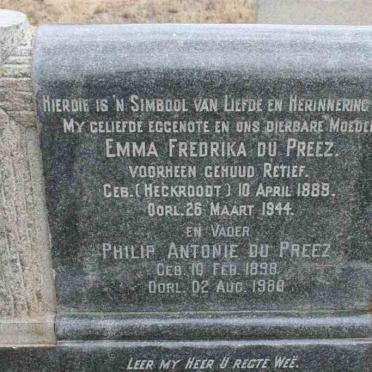 Hierdie is 'n Simbool van Liefde en Herinnering
My geliefde eggenote en ons dierbare Moeder
Emma Fredrika du Preez.
voorheen gehuud Retief.
Geb. (Heckroodt) 10 April 1889.
Oorl. 26 Maart 1944.
en Vader
Philip Antonie du Preez
Geb. 10 Feb. 1898
Oorl. 02 Aug. 1980
Leer my Heer U regte Weë.